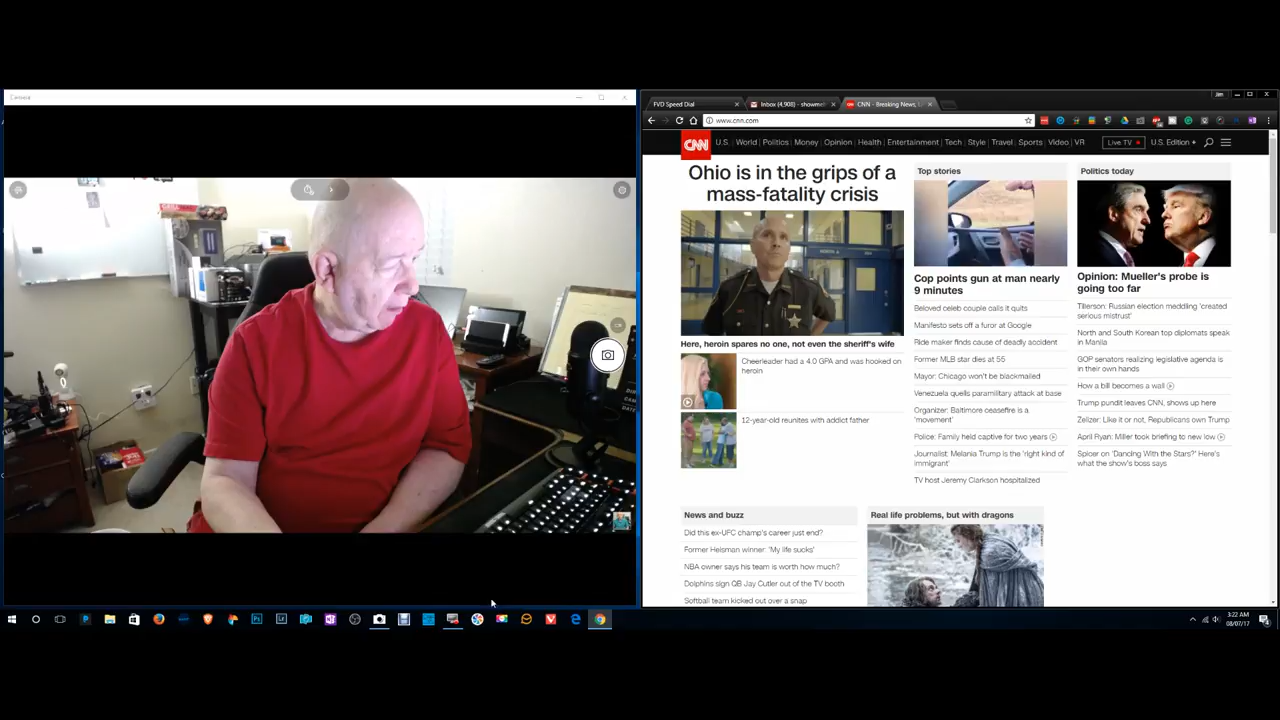 Camera
Jim
FVD Speed Dial
Inbox (4,908) - showme
CNN - Breaking News, L
www.cnn.com
CNN
U.S.
World
Politics
Money
Opinion
Health
Entertainment
Tech
Style
Travel
Sports
Video
VR
Live TV
U.S. Edition +
Ohio is in the grips of a
mass-fatality crisis
Here, heroin spares no one, not even the sheriff's wife
Cheerleader had a 4.0 GPA and was hooked on
heroin
12-year-old reunites with addict father
Top stories
Cop points gun at man nearly
9 minutes
Beloved celeb couple calls it quits
Manifesto sets off a furor at Google
Ride maker finds cause of deadly accident
Former MLB star dies at 55
Mayor: Chicago won't be blackmailed
Venezuela quells paramilitary attack at base
Organizer: Baltimore ceasefire is a
'movement'
Police: Family held captive for two years
Journalist: Melania Trump is the 'right kind of
immigrant'
TV host Jeremy Clarkson hospitalized
Politics today
Opinion: Mueller's probe is
going too far
Tillerson: Russian election meddling 'created
serious mistrust'
North and South Korean top diplomats speak
in Manila
GOP senators realizing legislative agenda is
in their own hands
How a bill becomes a wall
Trump pundit leaves CNN, shows up here
Zelizer: Like it or not, Republicans own Trump
April Ryan: Miller took briefing to new low
Spicer on 'Dancing With the Stars?' Here's
what the show's boss says
News and buzz
Did this ex-UFC champ's career just end?
Former Heisman winner: 'My life sucks'
NBA owner says his team is worth how much?
Dolphins sign QB Jay Cutler out of the TV booth
Softball team kicked out over a snap
Real life problems, but with dragons
3:22 AM
08/07/17